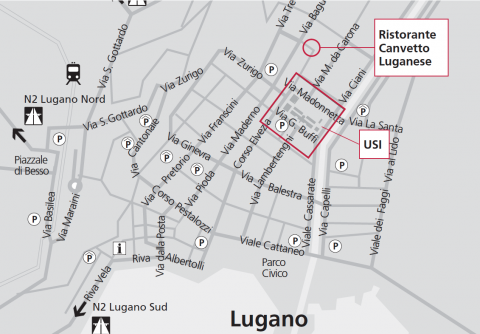 Via Tre
Via Bagu
Ristorante
Canvetto
Luganese
Via S. Gottardo
Via Zurigo
Via Zurigo
Via M. da Carona
Via Ciani
P
N2 Lugano Nord
Via S. Gottardo
Via Madonnetta
Via G. Buffi
Via La Santa
USI
Via Franscini
Via Maderno
Corso Elvezia
Via Lambertenghi
Via Cantonale
Via Ginevra
Via Pretorio
Via Pioda
Via Balestra
Viale Cassarate
Via Capelli
Via al Lido
Viale dei Faggi
Piazzale
di Besso
Via Basilea
Via Maraini
Via Corso Pestalozzi
Via dalla Posta
Viale Cattaneo
Riva Albertolli
i
Riva Vela
Parco
Civico
N2 Lugano Sud
Lugano